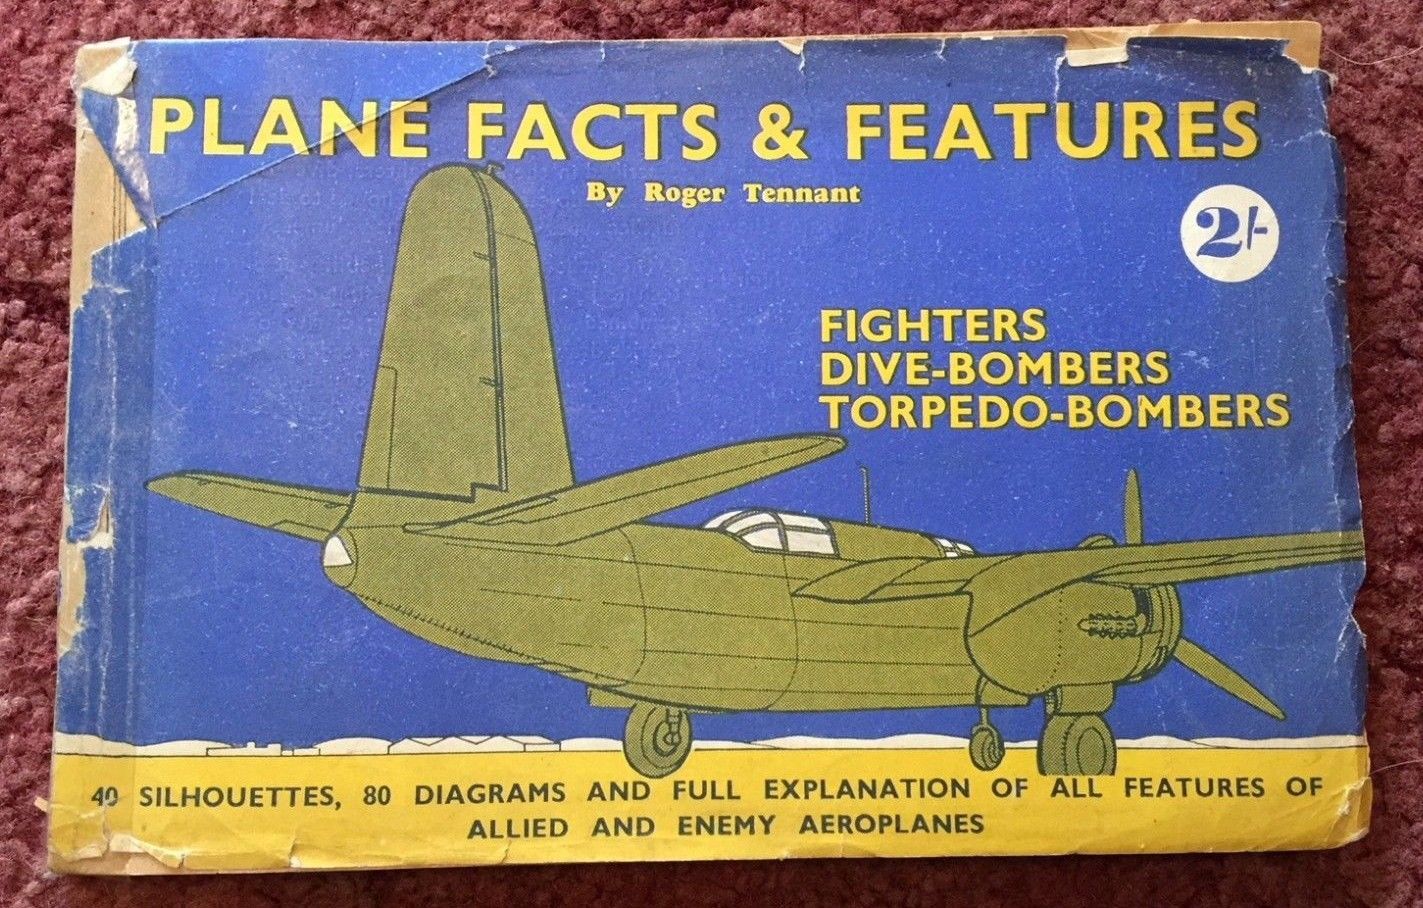 PLANE FACTS & FEATURES
By Roger Tennant
2/-
FIGHTERS
DIVE-BOMBERS
TORPEDO-BOMBERS
40 SILHOUETTES, 80 DIAGRAMS AND FULL EXPLANATION OF ALL FEATURES OF
ALLIED AND ENEMY AEROPLANES